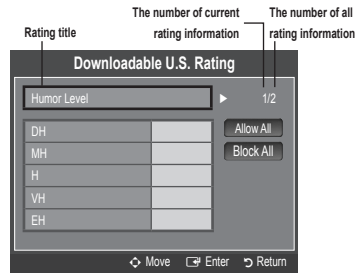 The number of current
rating information
The number of all
rating information
Rating title
Downloadable U.S. Rating
Humor Level
1/2
DH
MH
H
VH
EH
Allow All
Block All
Move
Enter
Return